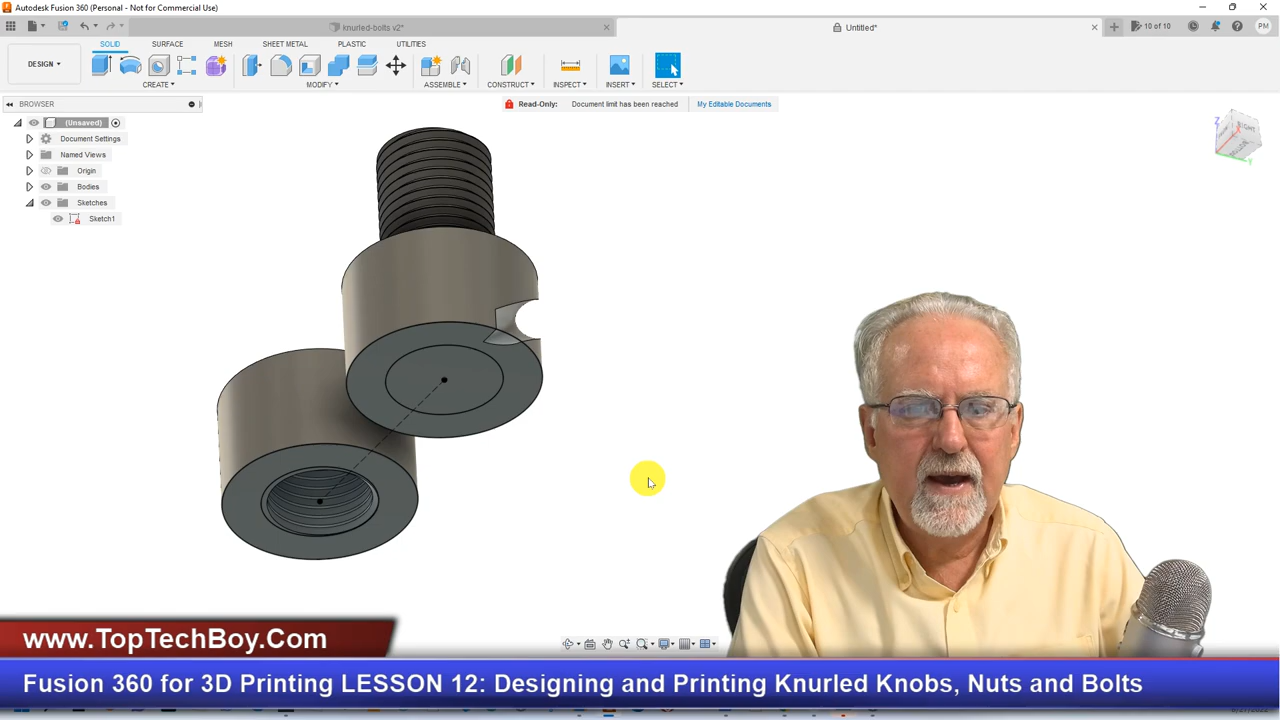 Autodesk Fusion 360 (Personal - Not for Commercial Use)
knurled-bolts v2*
Untitled*
10 of 10
PM
SOLID
SURFACE
MESH
SHEET METAL
PLASTIC
UTILITIES
DESIGN
CREATE
MODIFY
ASSEMBLE
CONSTRUCT
INSPECT
INSERT
SELECT
BROWSER
Read-Only: Document limit has been reached My Editable Documents
(Unsaved)
Document Settings
Named Views
Origin
Bodies
Sketches
Sketch1
Z
X
Y
RIGHT
www.TopTechBoy.Com
Fusion 360 for 3D Printing LESSON 12: Designing and Printing Knurled Knobs, Nuts and Bolts